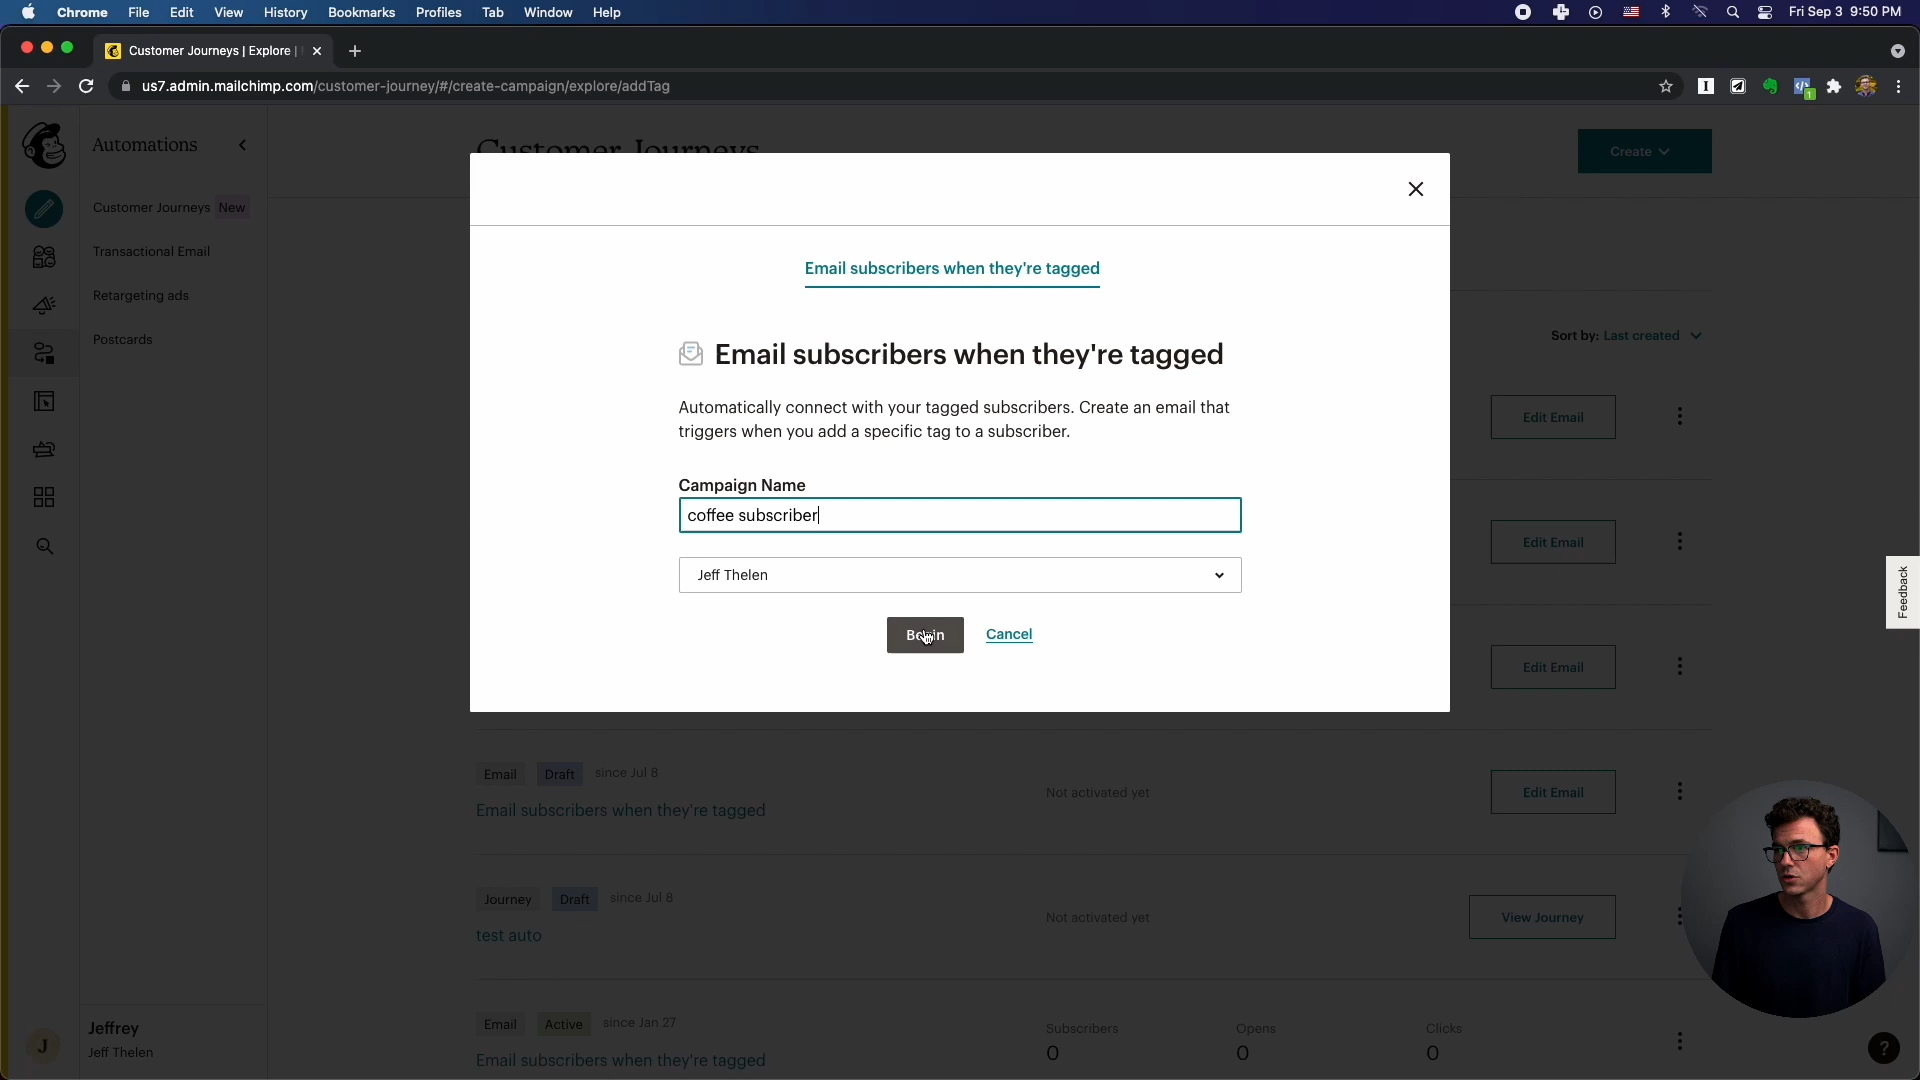 Chrome File Edit View History Bookmarks Profiles Tab Window Help Fri Sep 3 9:50 PM
Customer Journeys | Explore |
us7.admin.mailchimp.com/customer-journey/#/create-campaign/explore/addTag
1
Automations
Customer Journeys New
Transactional Email
Retargeting ads
Postcards
Customer Journeys
Create
Email subscribers when they're tagged
Email subscribers when they're tagged
Automatically connect with your tagged subscribers. Create an email that
triggers when you add a specific tag to a subscriber.
Campaign Name
coffee subscriber
Jeff Thelen
Begin Cancel
Sort by: Last created
Edit Email
Edit Email
Edit Email
Feedback
Email Draft since Jul 8
Email subscribers when they're tagged
Not activated yet
Edit Email
Journey Draft since Jul 8
test auto
Not activated yet
View Journey
Email Active since Jan 27
Email subscribers when they're tagged
Subscribers Opens Clicks
0 0 0
J
Jeffrey
Jeff Thelen
?